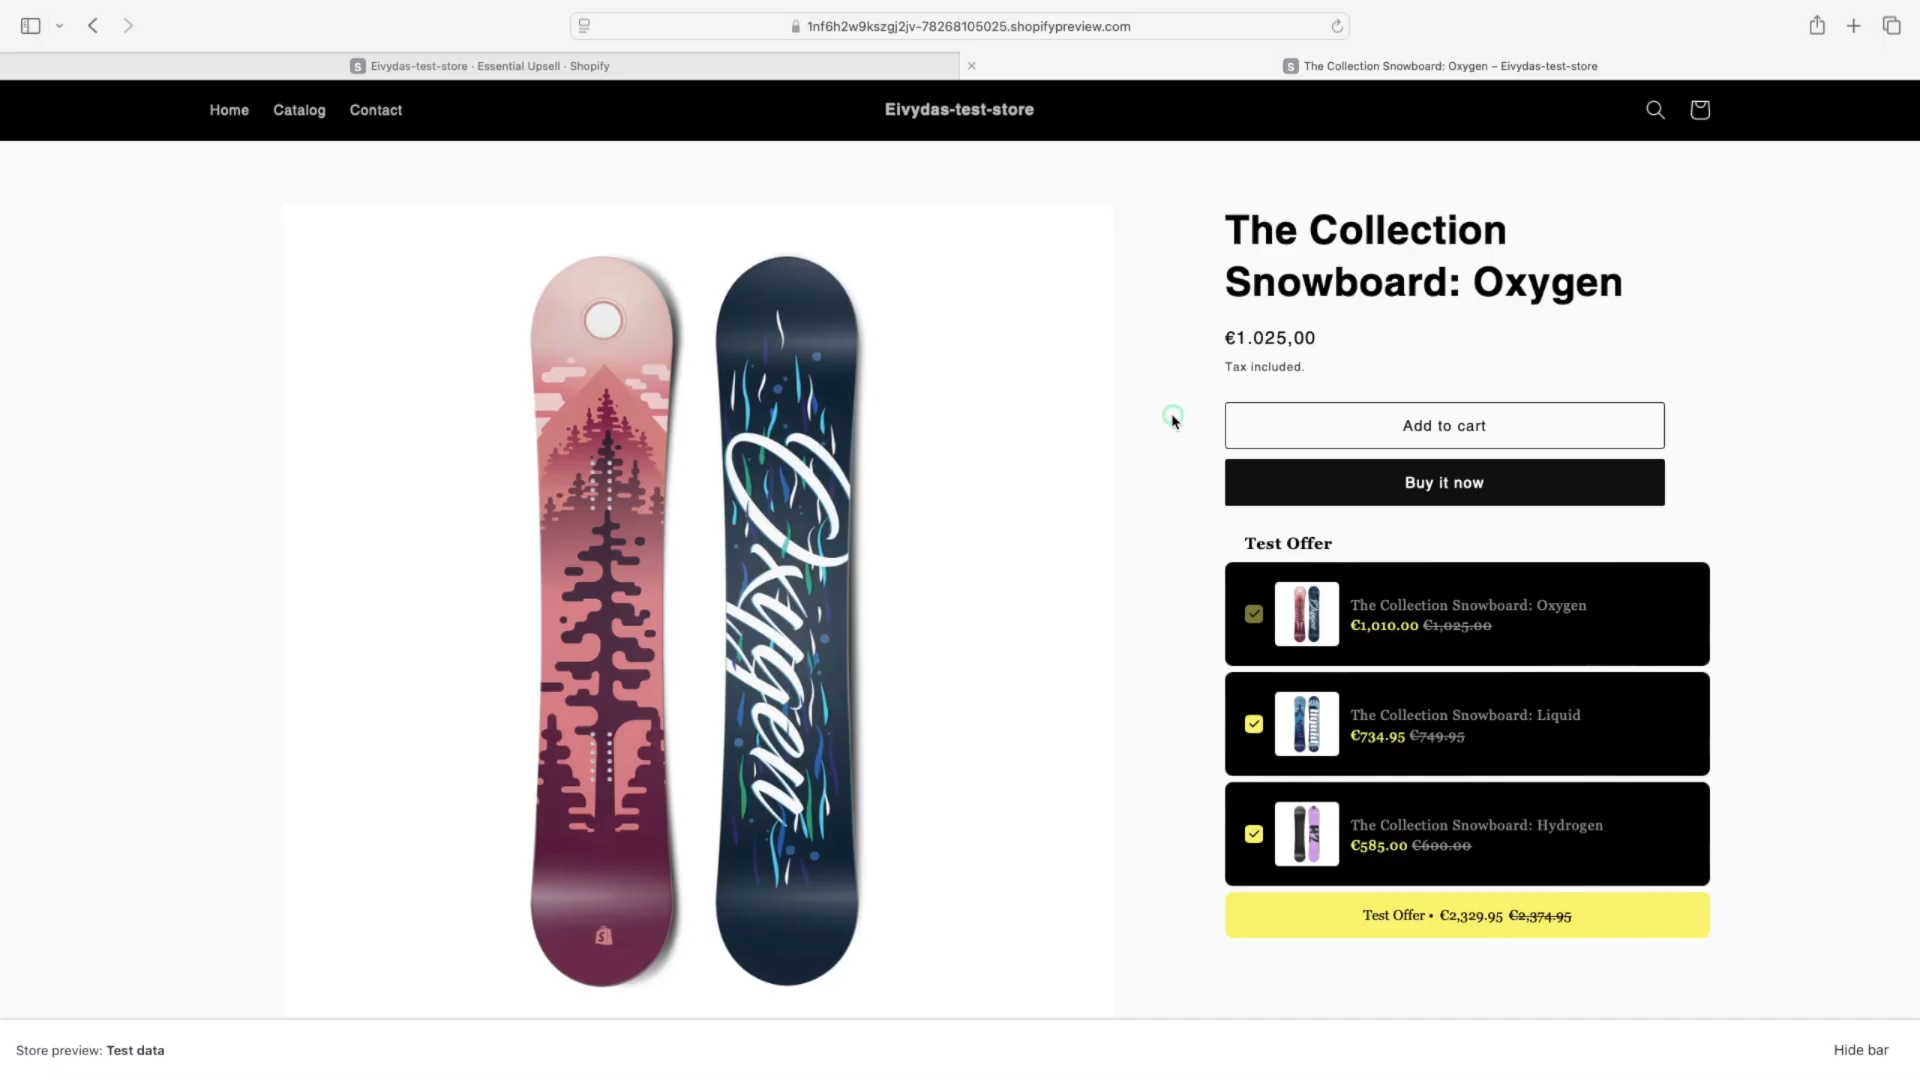 1nf6h2w9kszgj2jv-78268105025.shopifypreview.com
Eivydas-test-store · Essential Upsell · Shopify
The Collection Snowboard: Oxygen – Eivydas-test-store
Home
Catalog
Contact
Eivydas-test-store
Oxygen
The Collection
Snowboard: Oxygen
€1.025,00
Tax included.
Add to cart
Buy it now
Test Offer
The Collection Snowboard: Oxygen
€1,010.00 €1,025.00
The Collection Snowboard: Liquid
€734.95 €749.95
The Collection Snowboard: Hydrogen
€585.00 €600.00
Test Offer • €2,329.95 €2,374.95
Store preview: Test data
Hide bar